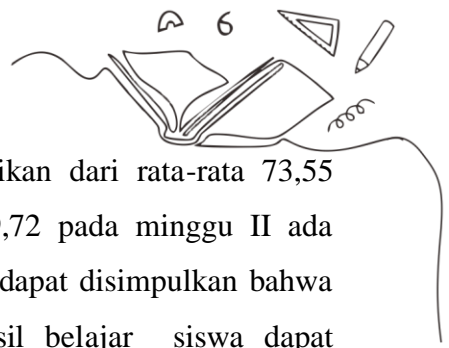 6
ikan dari rata-rata 73,55
,72 pada minggu II ada
dapat disimpulkan bahwa
sil belajar siswa dapat